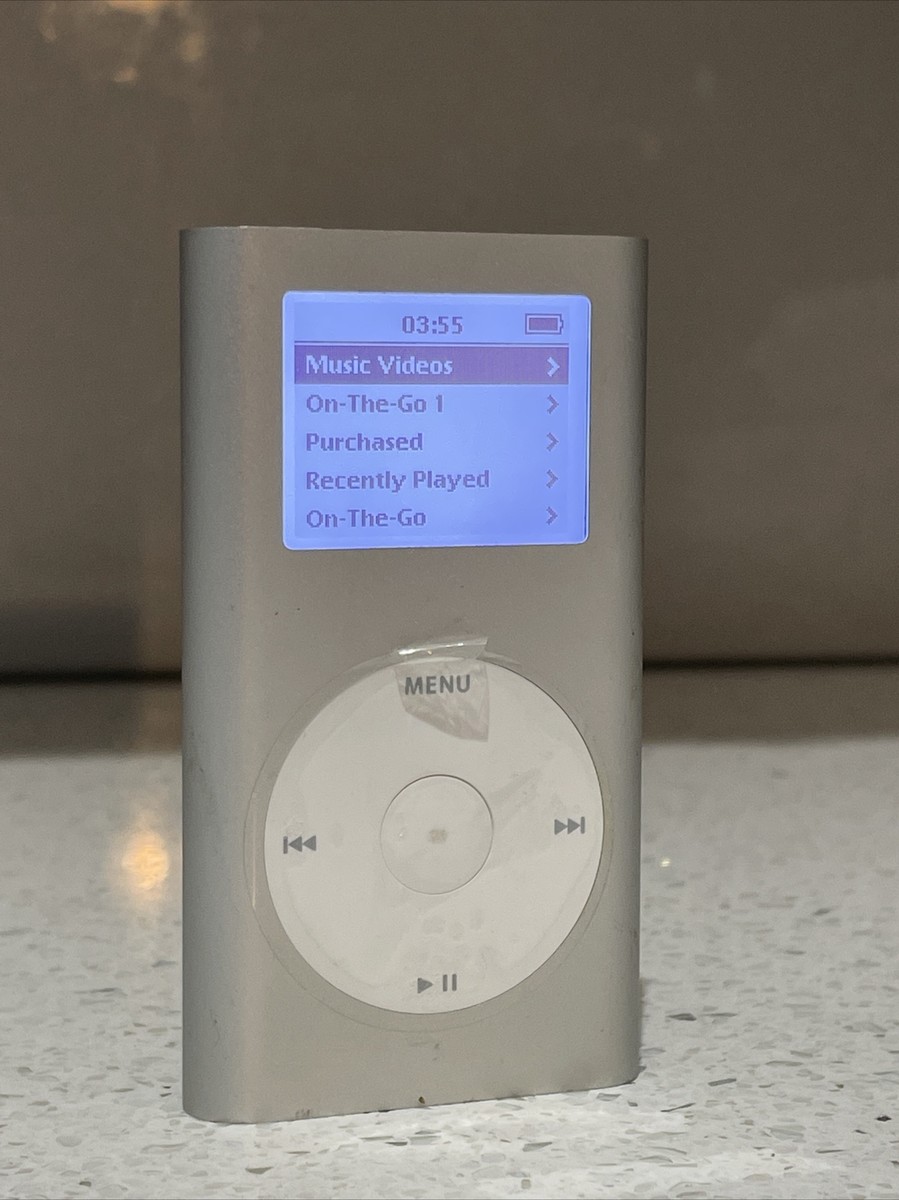 03:55
Music Videos
On-The-Go 1
Purchased
Recently Played
On-The-Go
MENU